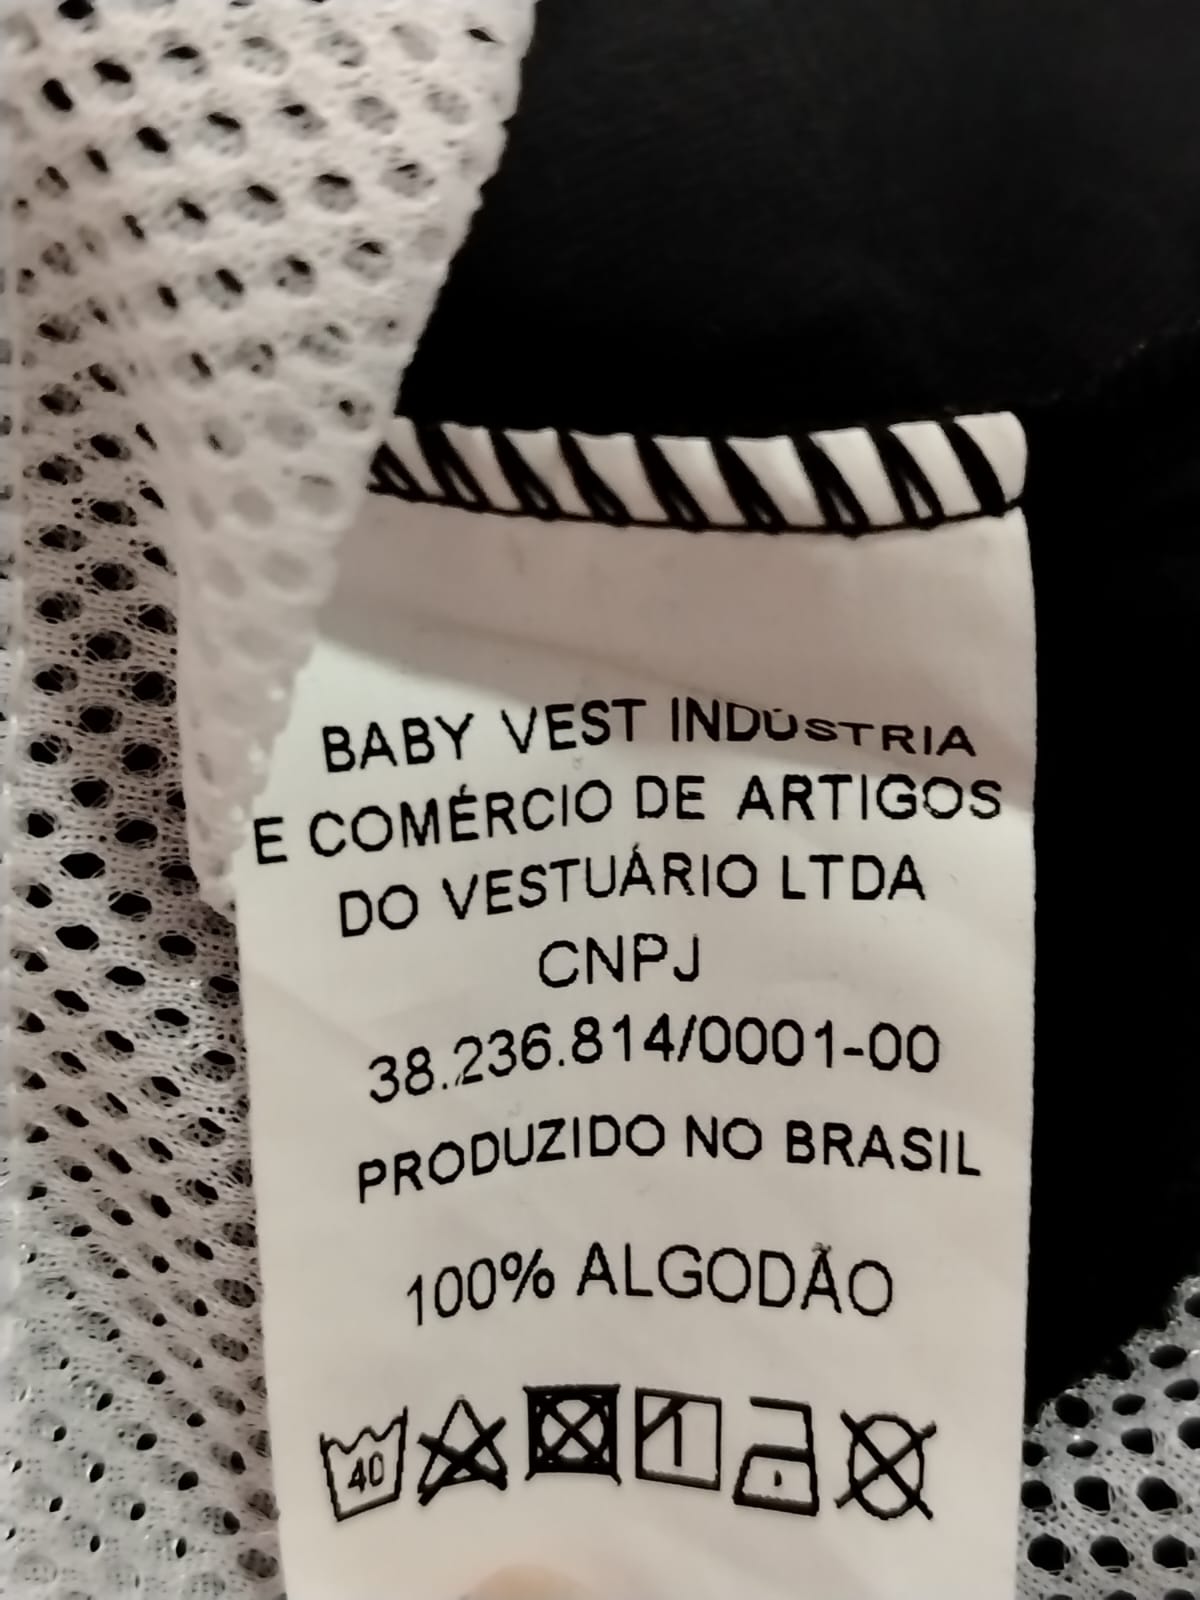 BABY VEST INDÚSTRIA
E COMÉRCIO DE ARTIGOS
DO VESTUÁRIO LTDA
CNPJ
38.236.814/0001-00
PRODUZIDO NO BRASIL
100% ALGODÃO
40